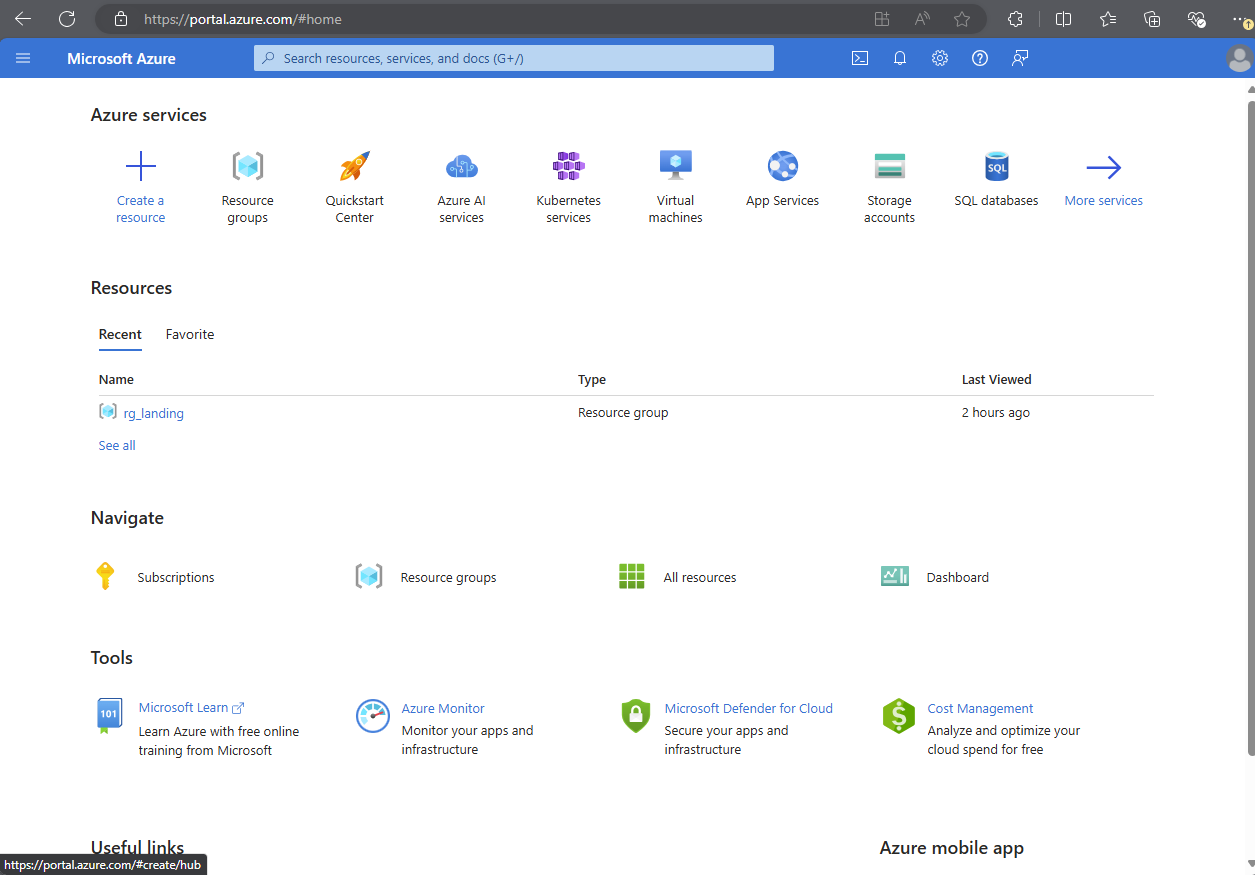 https://portal.azure.com/#home
Microsoft Azure
Search resources, services, and docs (G+/)
Azure services
Create a
resource
Resource
groups
Quickstart
Center
Azure AI
services
Kubernetes
services
Virtual
machines
App Services
Storage
accounts
SQL
SQL databases
More services
Resources
Recent
Favorite
Name
Type
Last Viewed
rg_landing
Resource group
2 hours ago
See all
Navigate
Subscriptions
Resource groups
All resources
Dashboard
Tools
101
Microsoft Learn
Learn Azure with free online
training from Microsoft
Azure Monitor
Monitor your apps and
infrastructure
Microsoft Defender for Cloud
Secure your apps and
infrastructure
$
Cost Management
Analyze and optimize your
cloud spend for free
Useful links
Azure mobile app
https://portal.azure.com/#create/hub